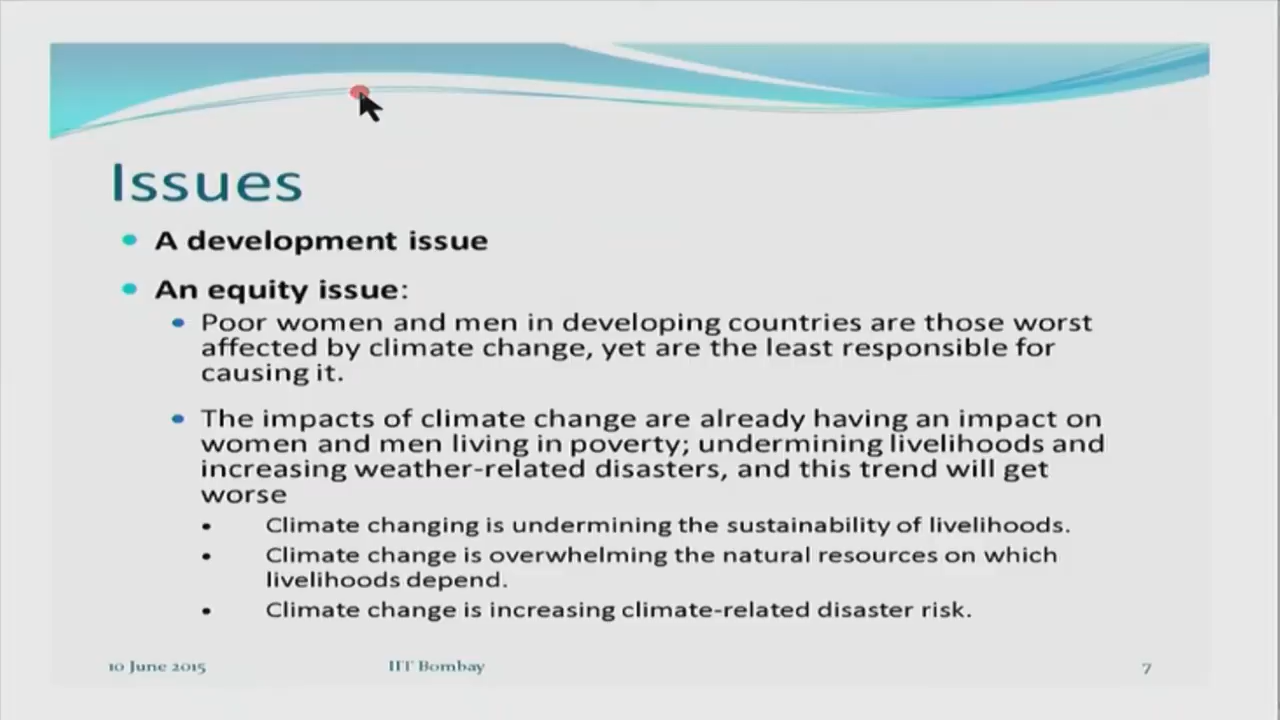 Issues
• A development issue
• An equity issue:
• Poor women and men in developing countries are those worst
affected by climate change, yet are the least responsible for
causing it.
• The impacts of climate change are already having an impact on
women and men living in poverty; undermining livelihoods and
increasing weather-related disasters, and this trend will get
worse
• Climate changing is undermining the sustainability of livelihoods.
• Climate change is overwhelming the natural resources on which
livelihoods depend.
• Climate change is increasing climate-related disaster risk.
10 June 2015 IIT Bombay 7